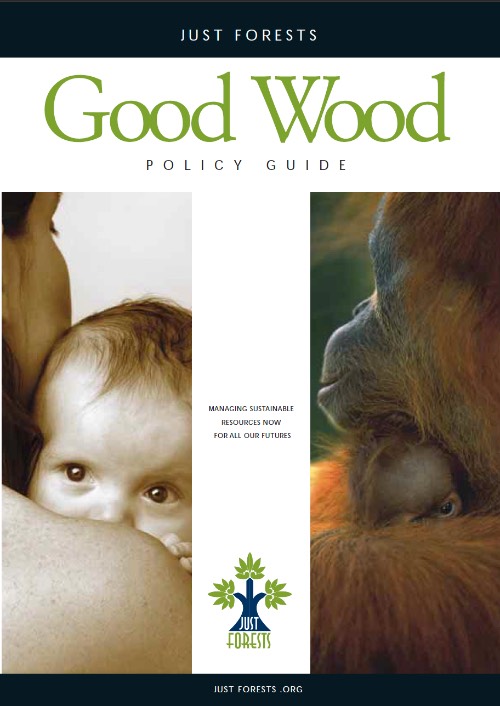 JUST FORESTS
Good Wood
POLICY GUIDE
MANAGING SUSTAINABLE
RESOURCES NOW
FOR ALL OUR FUTURES
JUST
FORESTS
JUST FORESTS .ORG